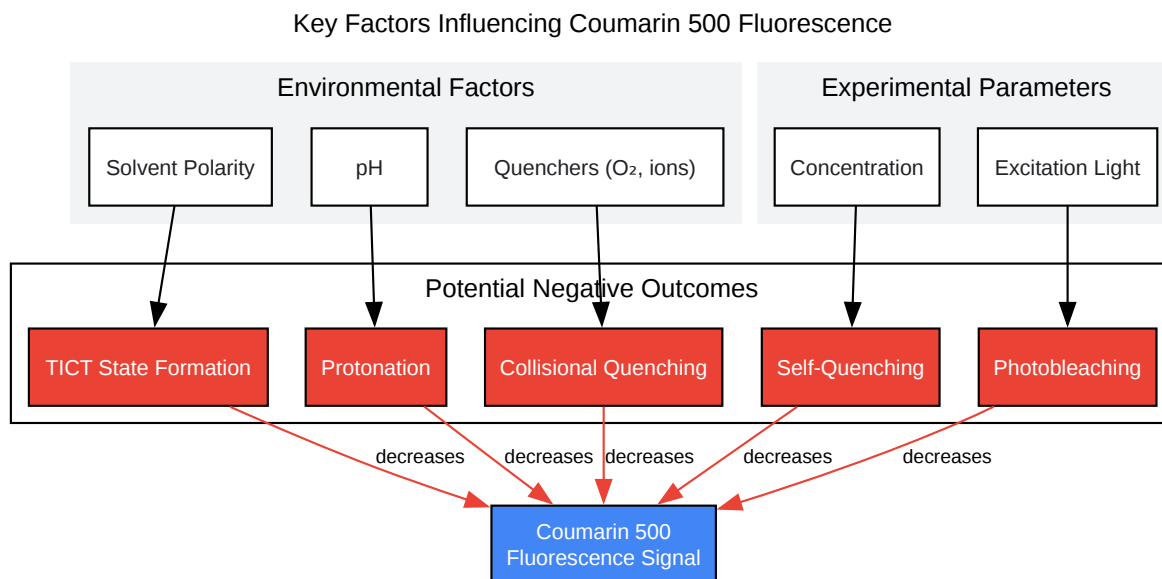 Key Factors Influencing Coumarin 500 Fluorescence
Environmental Factors
Experimental Parameters
Solvent Polarity
pH
Quenchers (O₂, ions)
Concentration
Excitation Light
Potential Negative Outcomes
TICT State Formation
Protonation
Collisional Quenching
Self-Quenching
Photobleaching
decreases
decreases
decreases
decreases
decreases
Coumarin 500
Fluorescence Signal